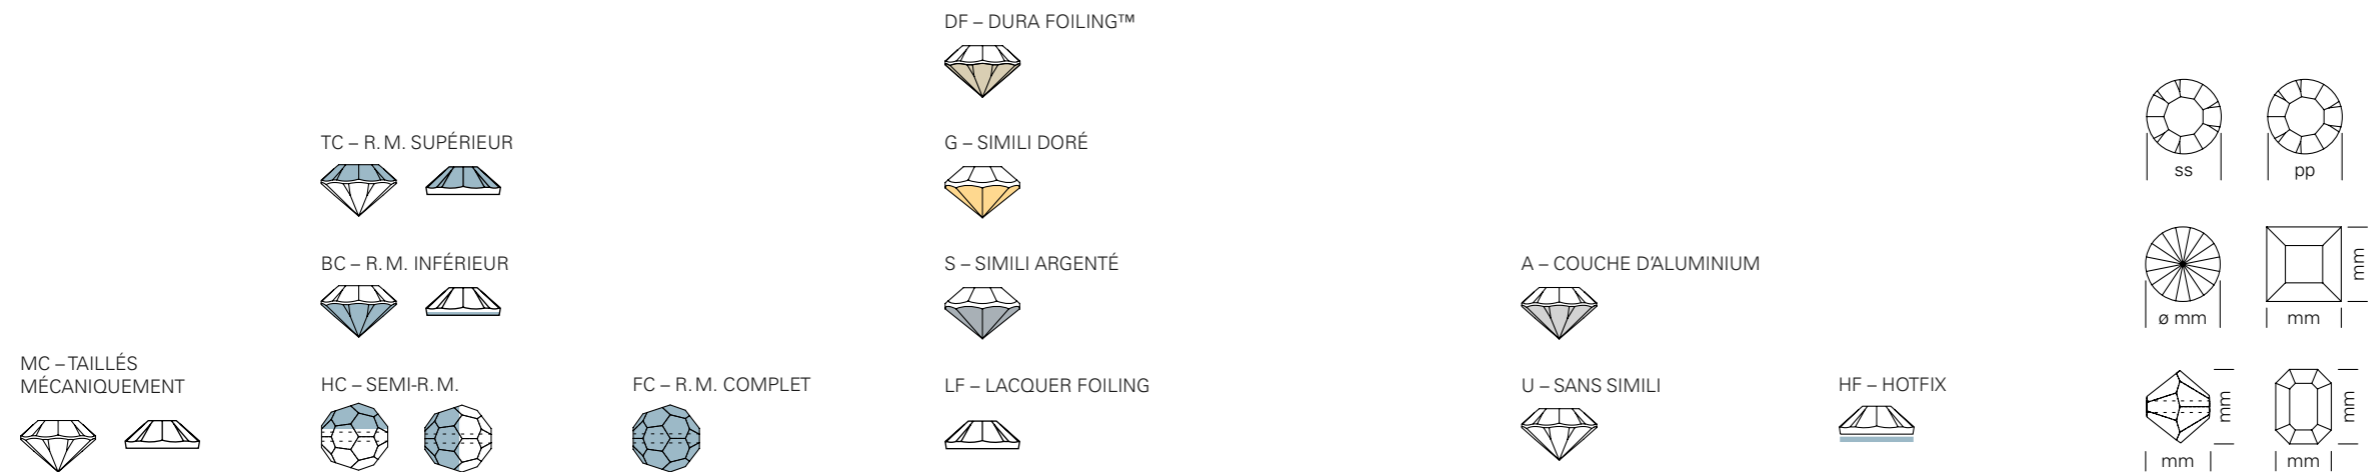 DF – DURA FOILING™
TC – R. M. SUPÉRIEUR
G – SIMILI DORÉ
ss
pp
BC – R. M. INFÉRIEUR
S – SIMILI ARGENTÉ
A – COUCHE D'ALUMINIUM
mm
ø mm
mm
MC – TAILLÉS
MÉCANIQUEMENT
HC – SEMI-R. M.
FC – R. M. COMPLET
LF – LACQUER FOILING
U – SANS SIMILI
HF – HOTFIX
mm
mm
mm
mm